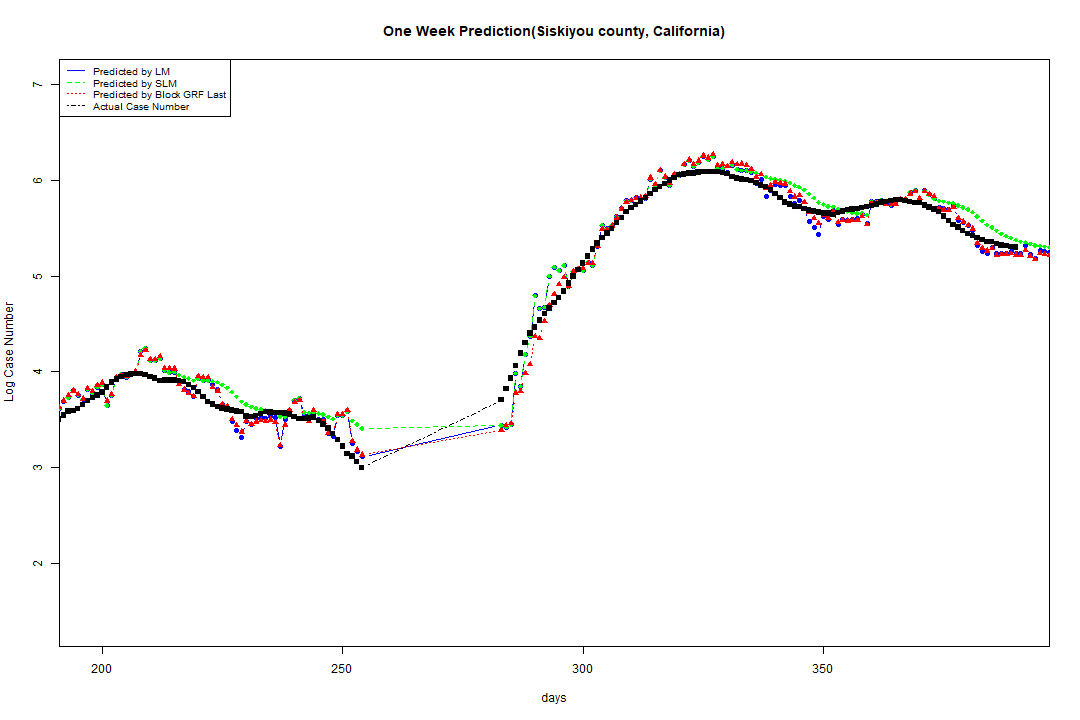 One Week Prediction(Siskiyou county, California)
Predicted by LM
Predicted by SLM
Predicted by Block GRF Last
Actual Case Number
7
6
5
4
3
2
Log Case Number
200 250 300 350
days